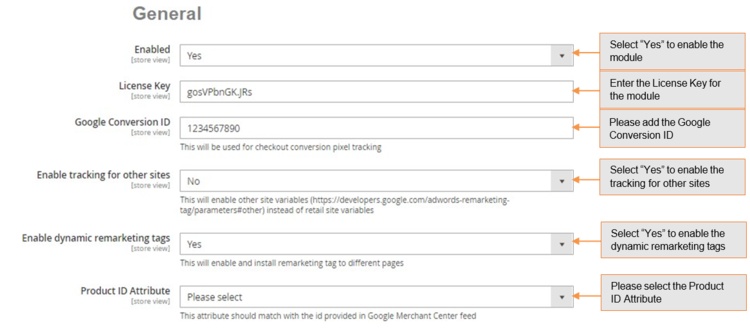 General
Enabled
[store view]
Yes
Select "Yes" to enable the
module
License Key
[store view]
gosVPbnGK.JRs
Enter the License Key for
the module
Google Conversion ID
[store view]
1234567890
This will be used for checkout conversion pixel tracking
Please add the Google
Conversion ID
Enable tracking for other sites
[store view]
No
This will enable other site variables (https://developers.google.com/adwords-remarketing-
tag/parameters#other) instead of retail site variables
Select "Yes" to enable the
tracking for other sites
Enable dynamic remarketing tags
[store view]
Yes
This will enable and install remarketing tag to different pages
Select "Yes" to enable the
dynamic remarketing tags
Product ID Attribute
[store view]
Please select
This attribute should match with the id provided in Google Merchant Center feed
Please select the Product
ID Attribute